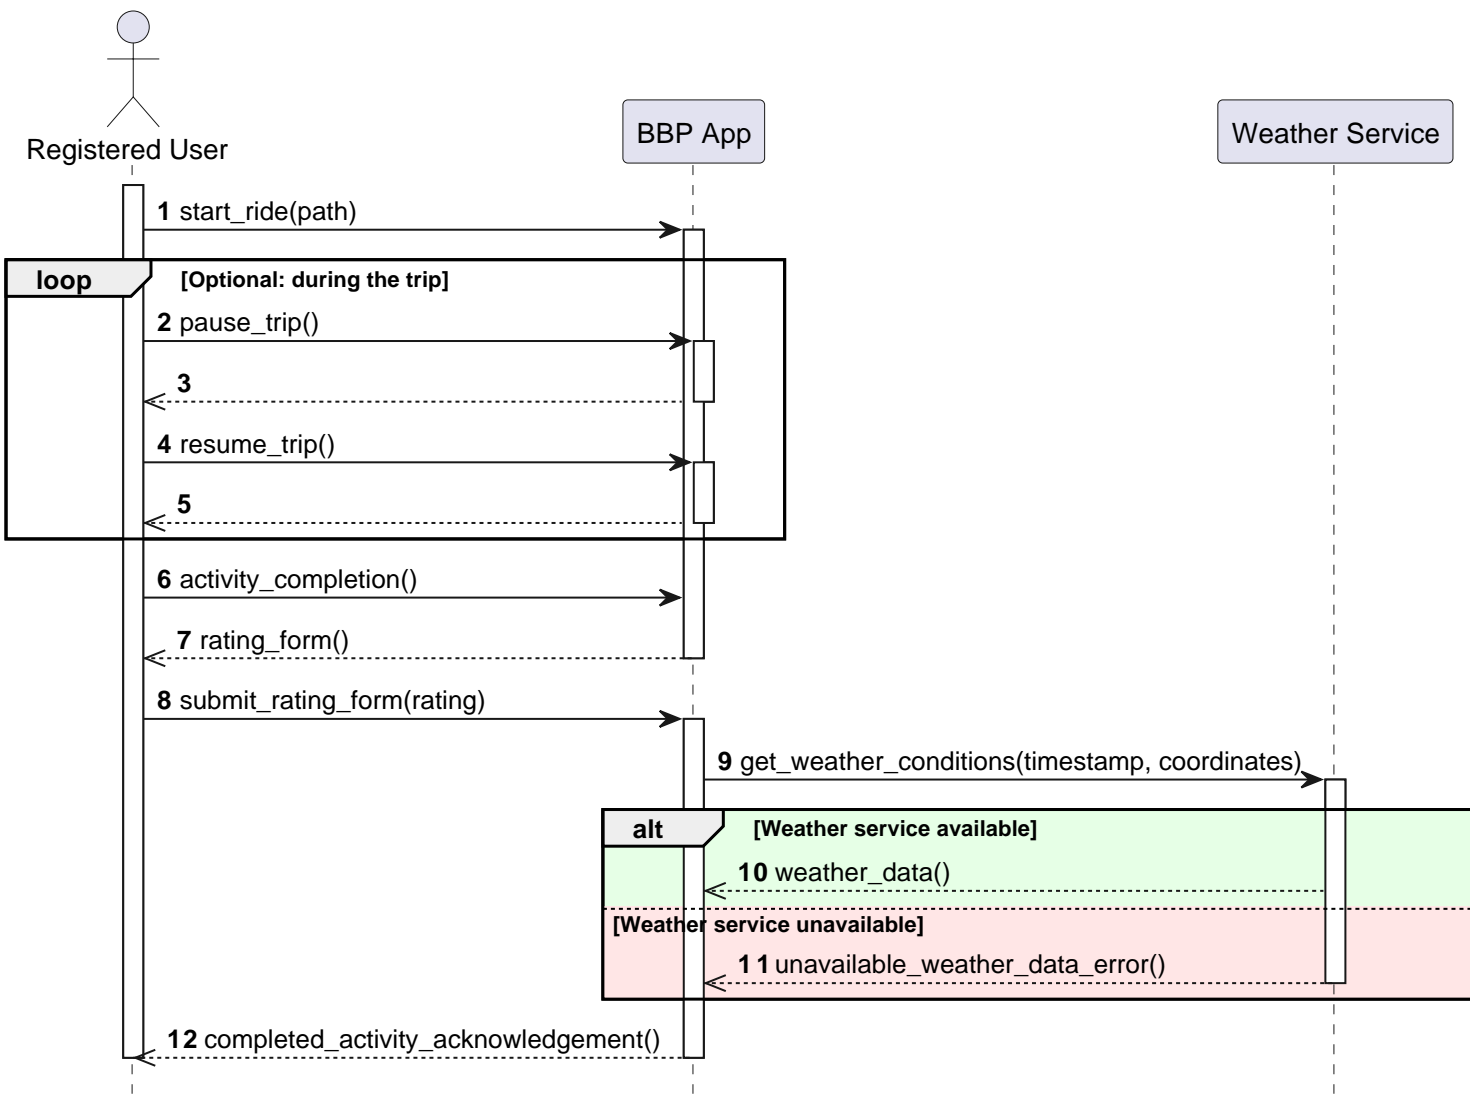 Registered User
BBP App
Weather Service
1 start_ride(path)
loop [Optional: during the trip]
2 pause_trip()
3
4 resume_trip()
5
6 activity_completion()
7 rating_form()
8 submit_rating_form(rating)
9 get_weather_conditions(timestamp, coordinates)
alt [Weather service available]
10 weather_data()
[Weather service unavailable]
11 unavailable_weather_data_error()
12 completed_activity_acknowledgement()